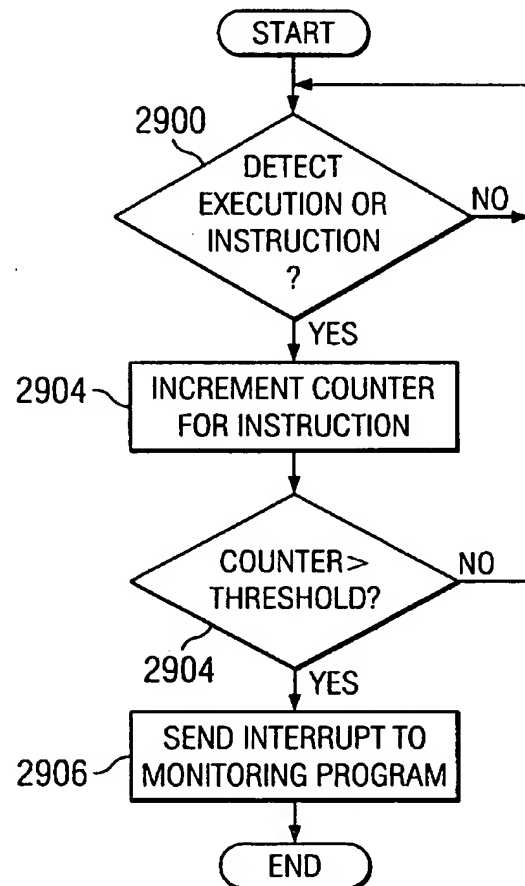 START
2900
DETECT
EXECUTION OR
INSTRUCTION
?
NO
YES
2904
INCREMENT COUNTER
FOR INSTRUCTION
COUNTER>
THRESHOLD?
NO
2904
YES
2906
SEND INTERRUPT TO
MONITORING PROGRAM
END